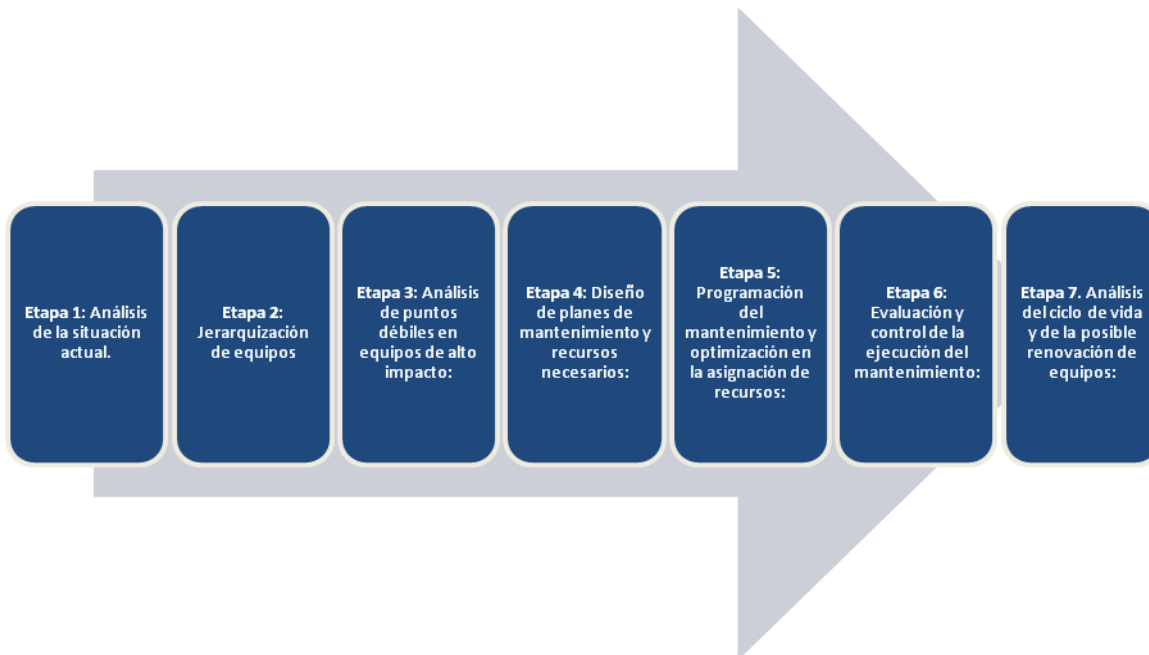 Etapa 1: Análisis
de la situación
actual.
Etapa 2:
Jerarquización
de equipos
Etapa 3: Análisis
de puntos
débiles en
equipos de alto
impacto:
Etapa 4: Diseño
de planes de
mantenimiento y
recursos
necesarios:
Etapa 5:
Programación
del
mantenimiento y
optimización en
la asignación de
recursos:
Etapa 6:
Evaluación y
control de la
ejecución del
mantenimiento:
Etapa 7. Análisis
del ciclo de vida
y de la posible
renovación de
equipos: